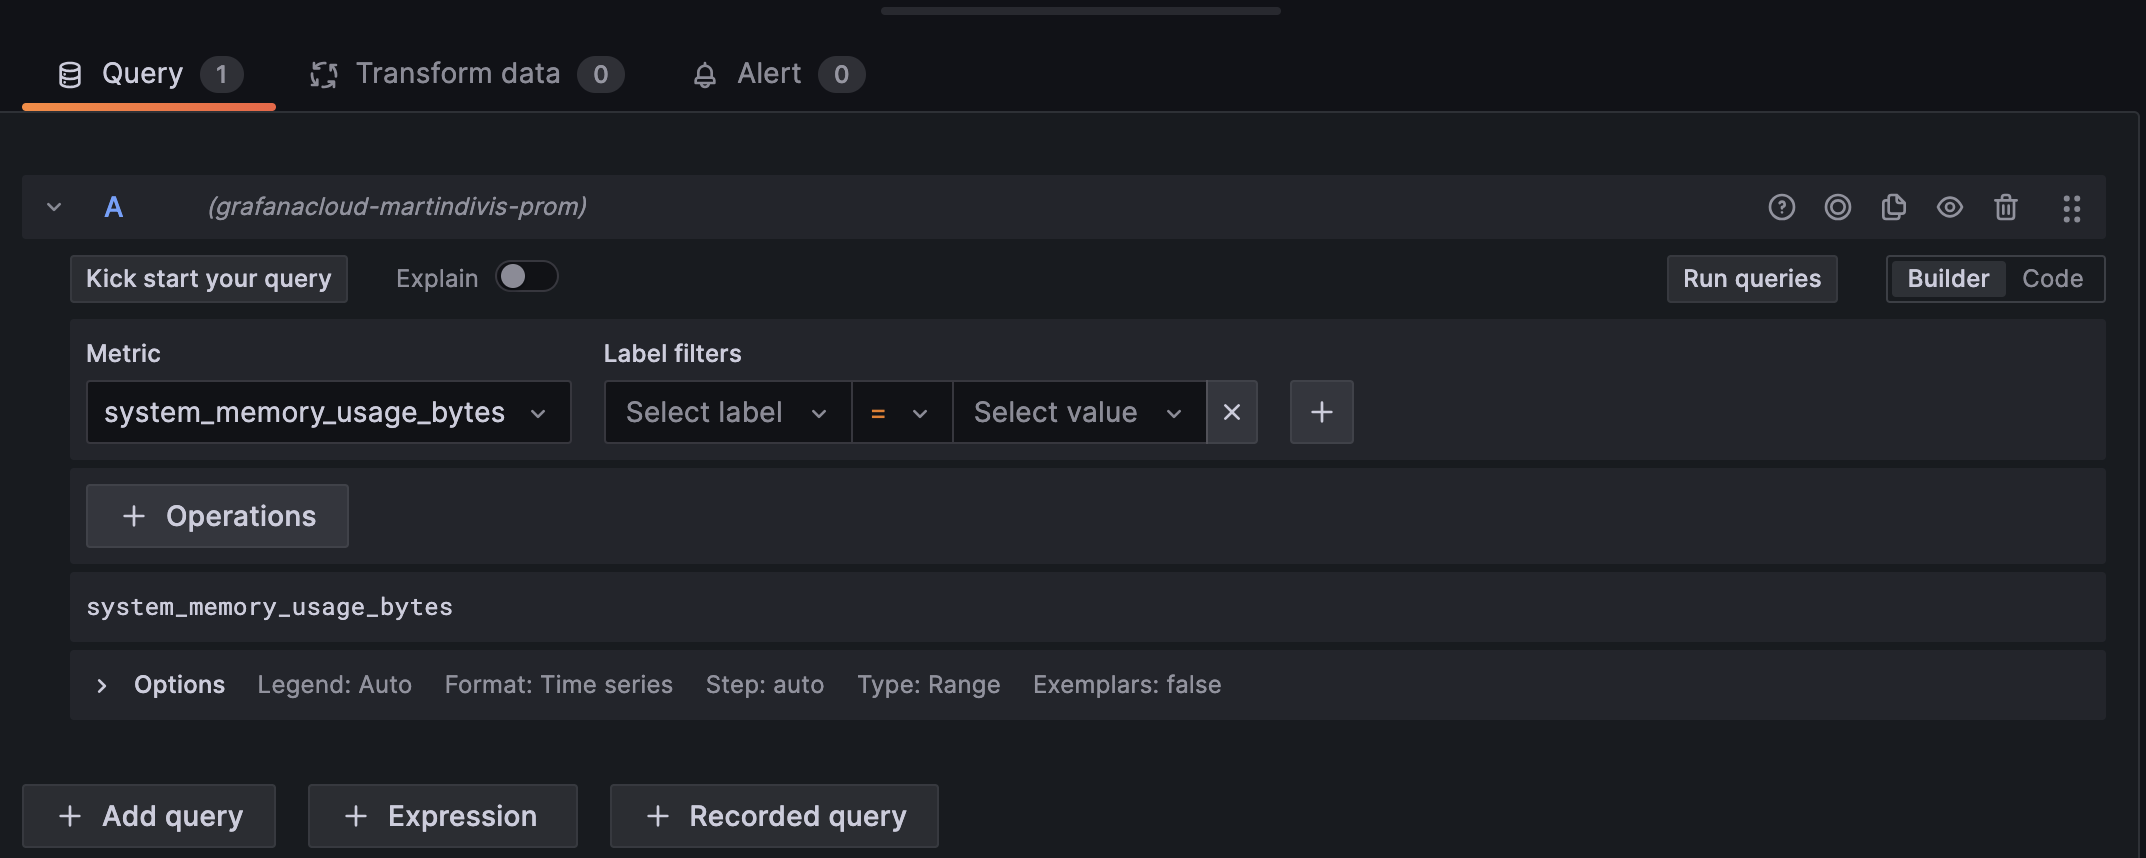 Query 1 Transform data 0 Alert 0
A (grafanacloud-martindivis-prom)
Kick start your query Explain Run queries Builder Code
Metric Label filters
system_memory_usage_bytes Select label = Select value
+ Operations
system_memory_usage_bytes
Options Legend: Auto Format: Time series Step: auto Type: Range Exemplars: false
+ Add query + Expression + Recorded query